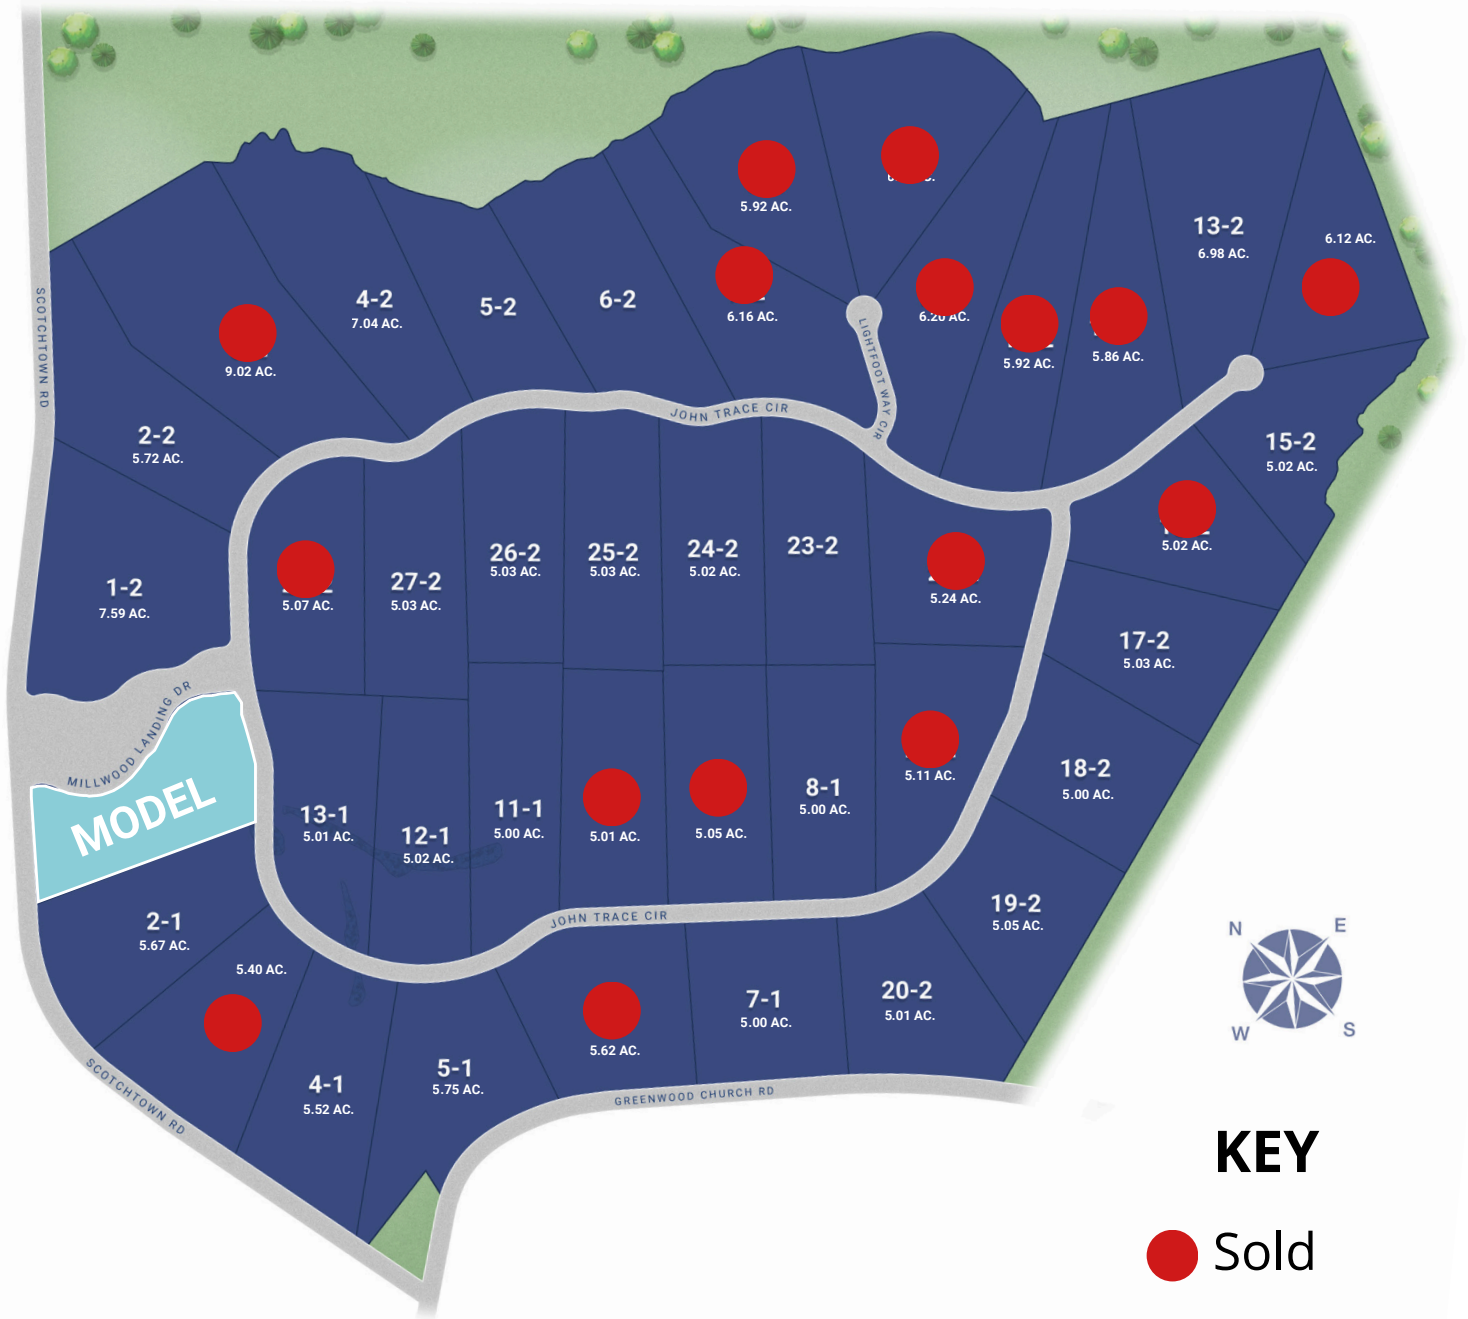 5.92 AC.
13-2
6.98 AC.
6.12 AC.
4-2
7.04 AC.
5-2
6-2
6.16 AC.
6.20 AC.
5.92 AC.
5.86 AC.
9.02 AC.
SCOTCHTOWN RD
LIGHTFOOT WAY CIR
JOHN TRACE CIR
2-2
5.72 AC.
15-2
5.02 AC.
5.02 AC.
1-2
7.59 AC.
5.07 AC.
27-2
5.03 AC.
26-2
5.03 AC.
25-2
5.03 AC.
24-2
5.02 AC.
23-2
5.24 AC.
17-2
5.03 AC.
MILLWOOD LANDING DR
MODEL
13-1
5.01 AC.
12-1
5.02 AC.
11-1
5.00 AC.
5.01 AC.
5.05 AC.
8-1
5.00 AC.
5.11 AC.
18-2
5.00 AC.
19-2
5.05 AC.
JOHN TRACE CIR
2-1
5.67 AC.
5.40 AC.
4-1
5.52 AC.
5-1
5.75 AC.
5.62 AC.
7-1
5.00 AC.
20-2
5.01 AC.
SCOTCHTOWN RD
GREENWOOD CHURCH RD
N
E
W
S
KEY
Sold